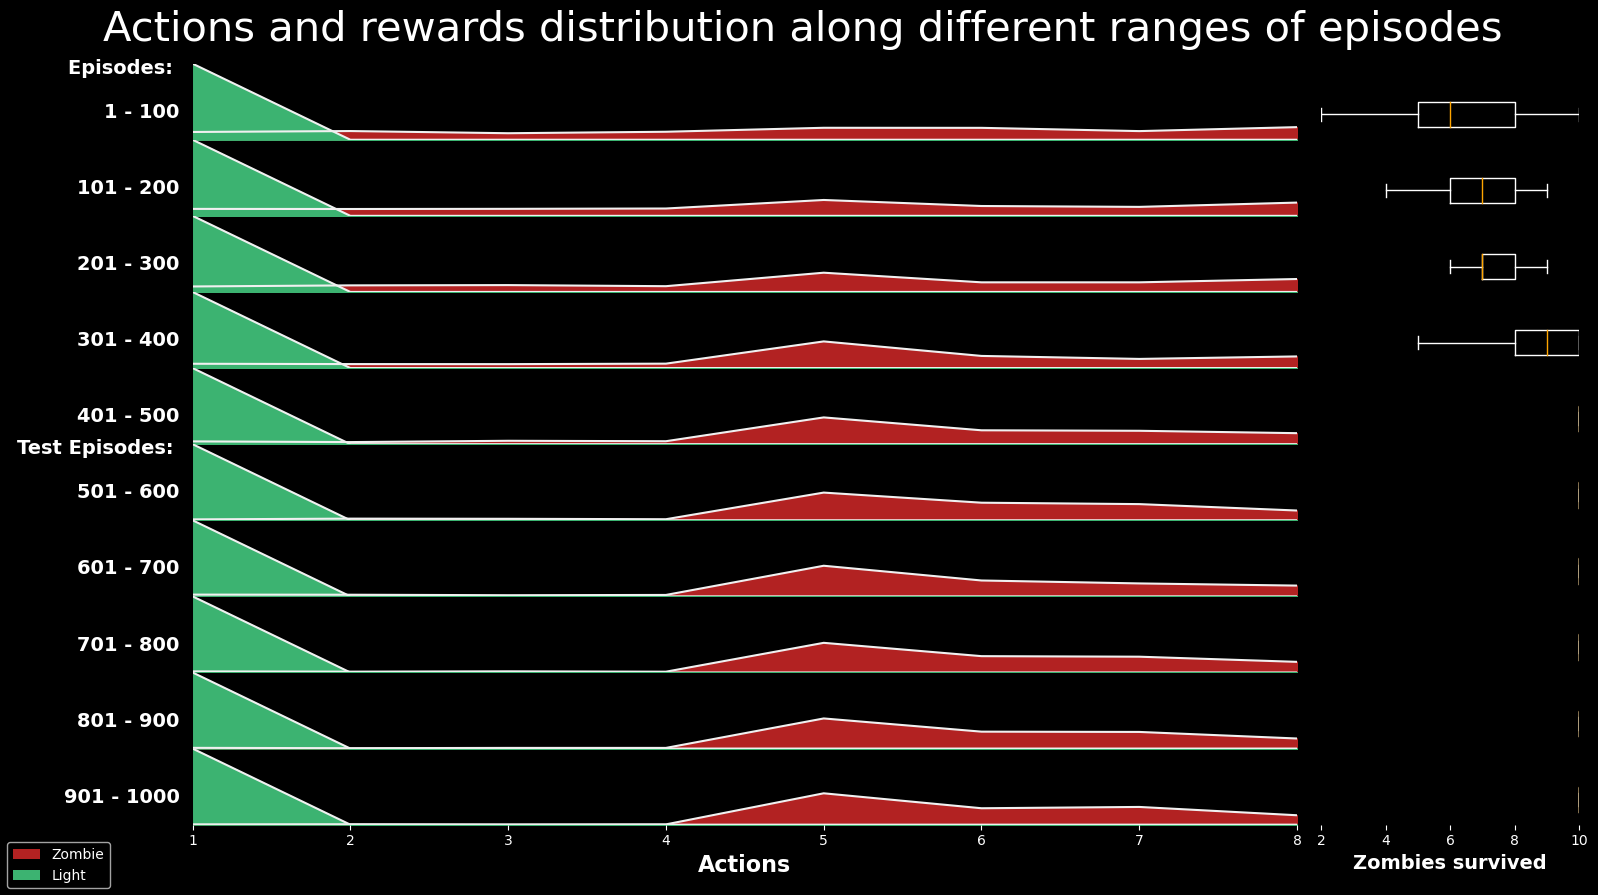 Actions and rewards distribution along different ranges of episodes
Episodes:
1 - 100
101 - 200
201 - 300
301 - 400
401 - 500
Test Episodes:
501 - 600
601 - 700
701 - 800
801 - 900
901 - 1000
1 2 3 4 5 6 7 8
Actions
2 4 6 8 10
Zombies survived
Zombie
Light